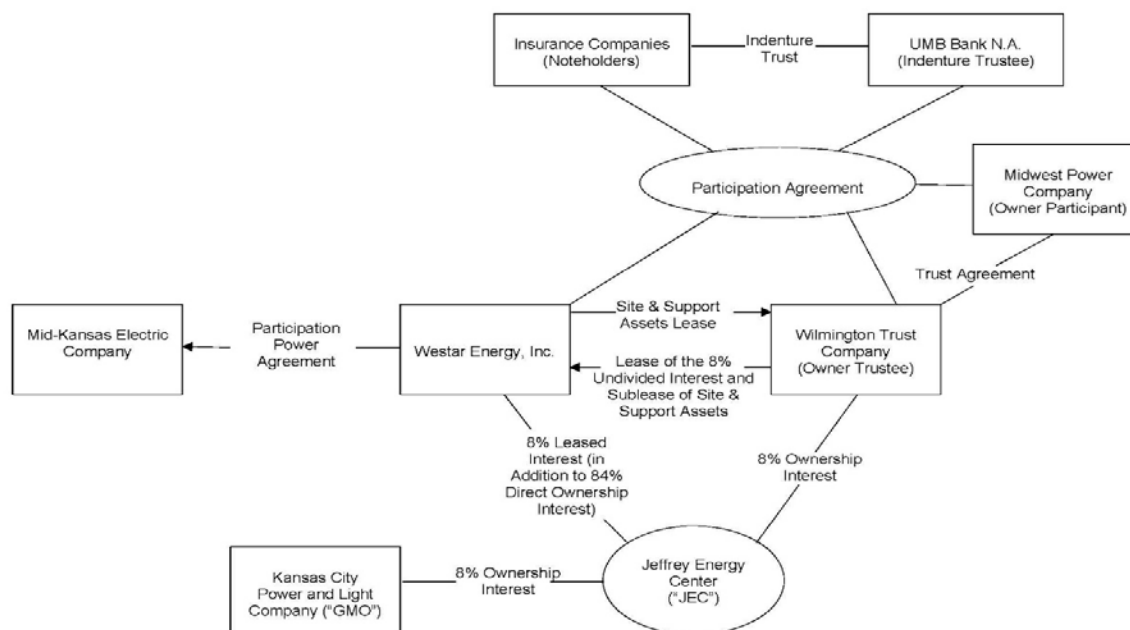 Insurance Companies
(Noteholders)
Indenture
Trust
UMB Bank N.A.
(Indenture Trustee)
Participation Agreement
Midwest Power
Company
(Owner Participant)
Trust Agreement
Mid-Kansas Electric
Company
Participation
Power
Agreement
Westar Energy, Inc.
Site & Support
Assets Lease
Lease of the 8%
Undivided Interest and
Sublease of Site &
Support Assets
Wilmington Trust
Company
(Owner Trustee)
8% Leased
Interest (in
Addition to 84%
Direct Ownership
Interest)
8% Ownership
Interest
Kansas City
Power and Light
Company ("GMO")
8% Ownership
Interest
Jeffrey Energy
Center
("JEC")